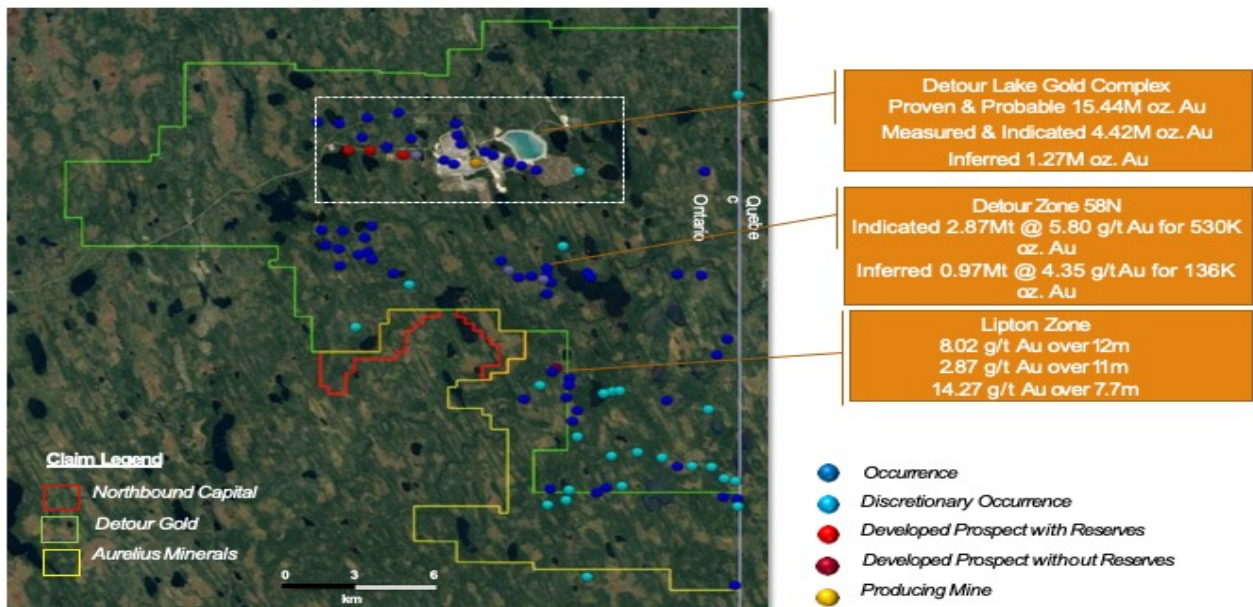 Detour Lake Gold Complex
Proven & Probable 15.44M oz. Au
Measured & Indicated 4.42M oz. Au
Inferred 1.27M oz. Au
Quebe
c
Ontario
Detour Zone 58N
Indicated 2.87Mt @ 5.80 g/t Au for 530K
oz. Au
Inferred 0.97Mt @ 4.35 g/t Au for 136K
oz. Au
Lipton Zone
8.02 g/t Au over 12m
2.87 g/t Au over 11m
14.27 g/t Au over 7.7m
Claim Legend
Northbound Capital
Detour Gold
Aurelius Minerals
0 3 6
km
Occurrence
Discretionary Occurrence
Developed Prospect with Reserves
Developed Prospect without Reserves
Producing Mine